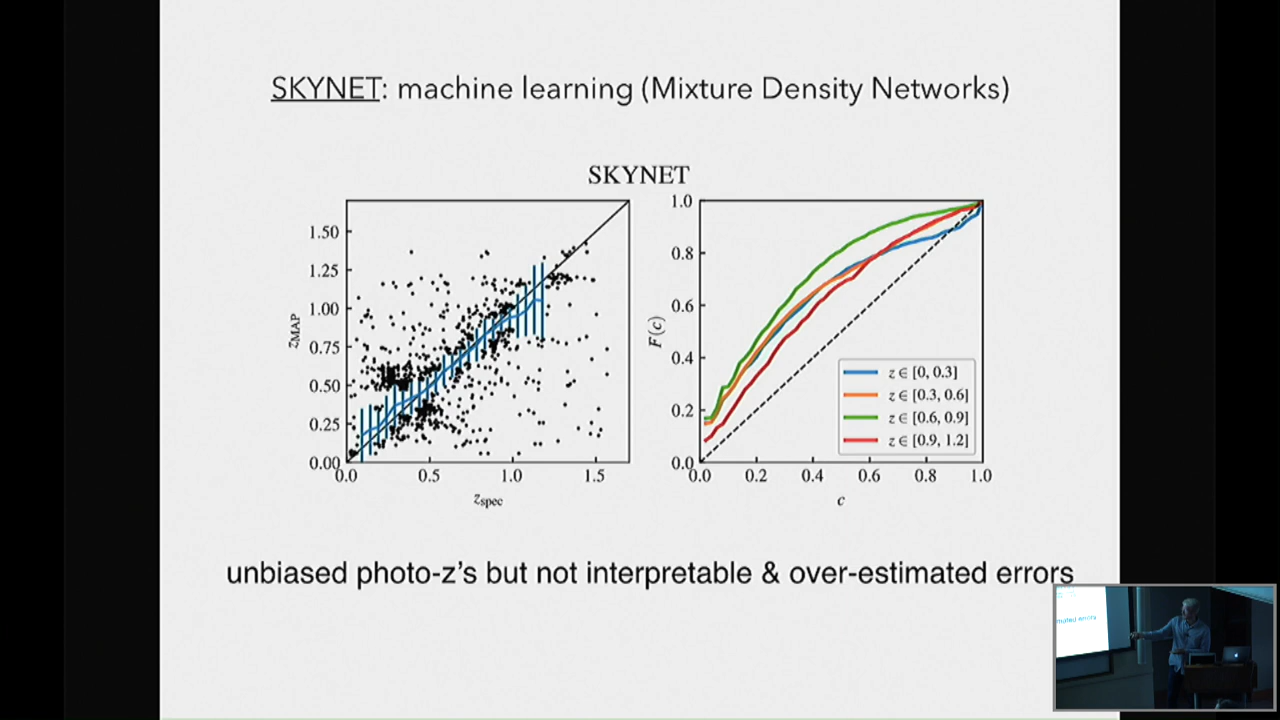 SKYNET: machine learning (Mixture Density Networks)
SKYNET
1.50
1.25
1.00
0.75
0.50
0.25
0.00
zMAP
0.0 0.5 1.0 1.5
zspec
1.0
0.8
0.6
0.4
0.2
0.0
F(c)
z ∈ [0, 0.3]
z ∈ [0.3, 0.6]
z ∈ [0.6, 0.9]
z ∈ [0.9, 1.2]
0.0 0.2 0.4 0.6 0.8 1.0
c
unbiased photo-z's but not interpretable & over-estimated errors
mated errors